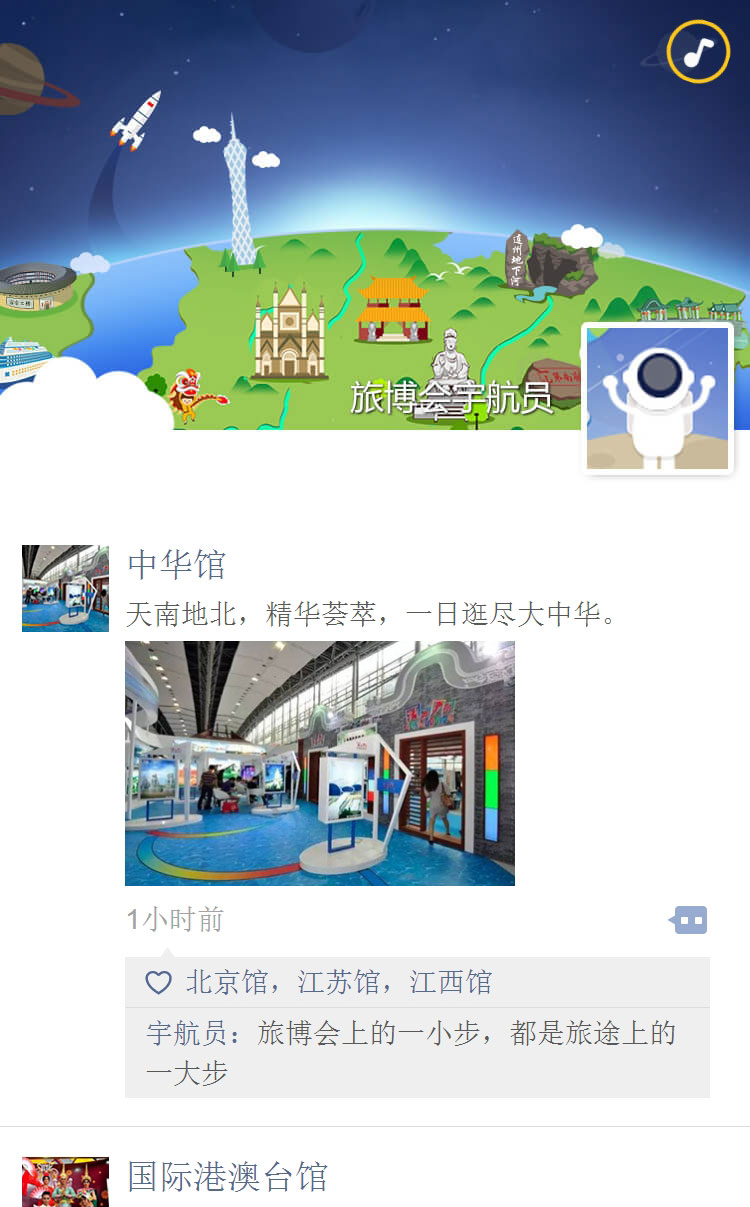 连州地下河
旅博会宇航员
中华馆
天南地北，精华荟萃，一日逛尽大中华。
1小时前
北京馆，江苏馆，江西馆
宇航员：旅博会上的一小步，都是旅途上的
一大步
国际港澳台馆